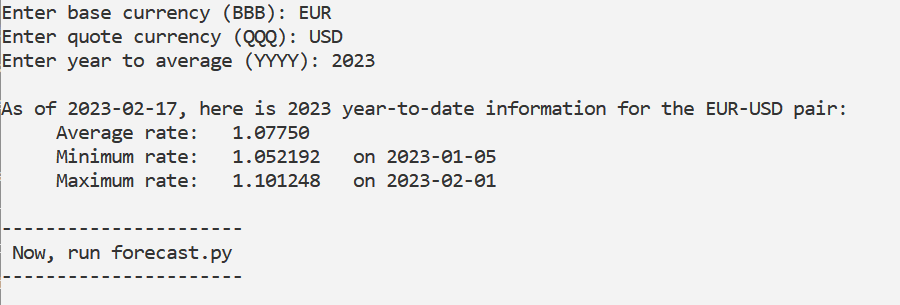 Enter base currency (BBB): EUR
Enter quote currency (QQQ): USD
Enter year to average (YYYY): 2023
As of 2023-02-17, here is 2023 year-to-date information for the EUR-USD pair:
Average rate: 1.07750
Minimum rate: 1.052192 on 2023-01-05
Maximum rate: 1.101248 on 2023-02-01
----------------------
Now, run forecast.py
----------------------